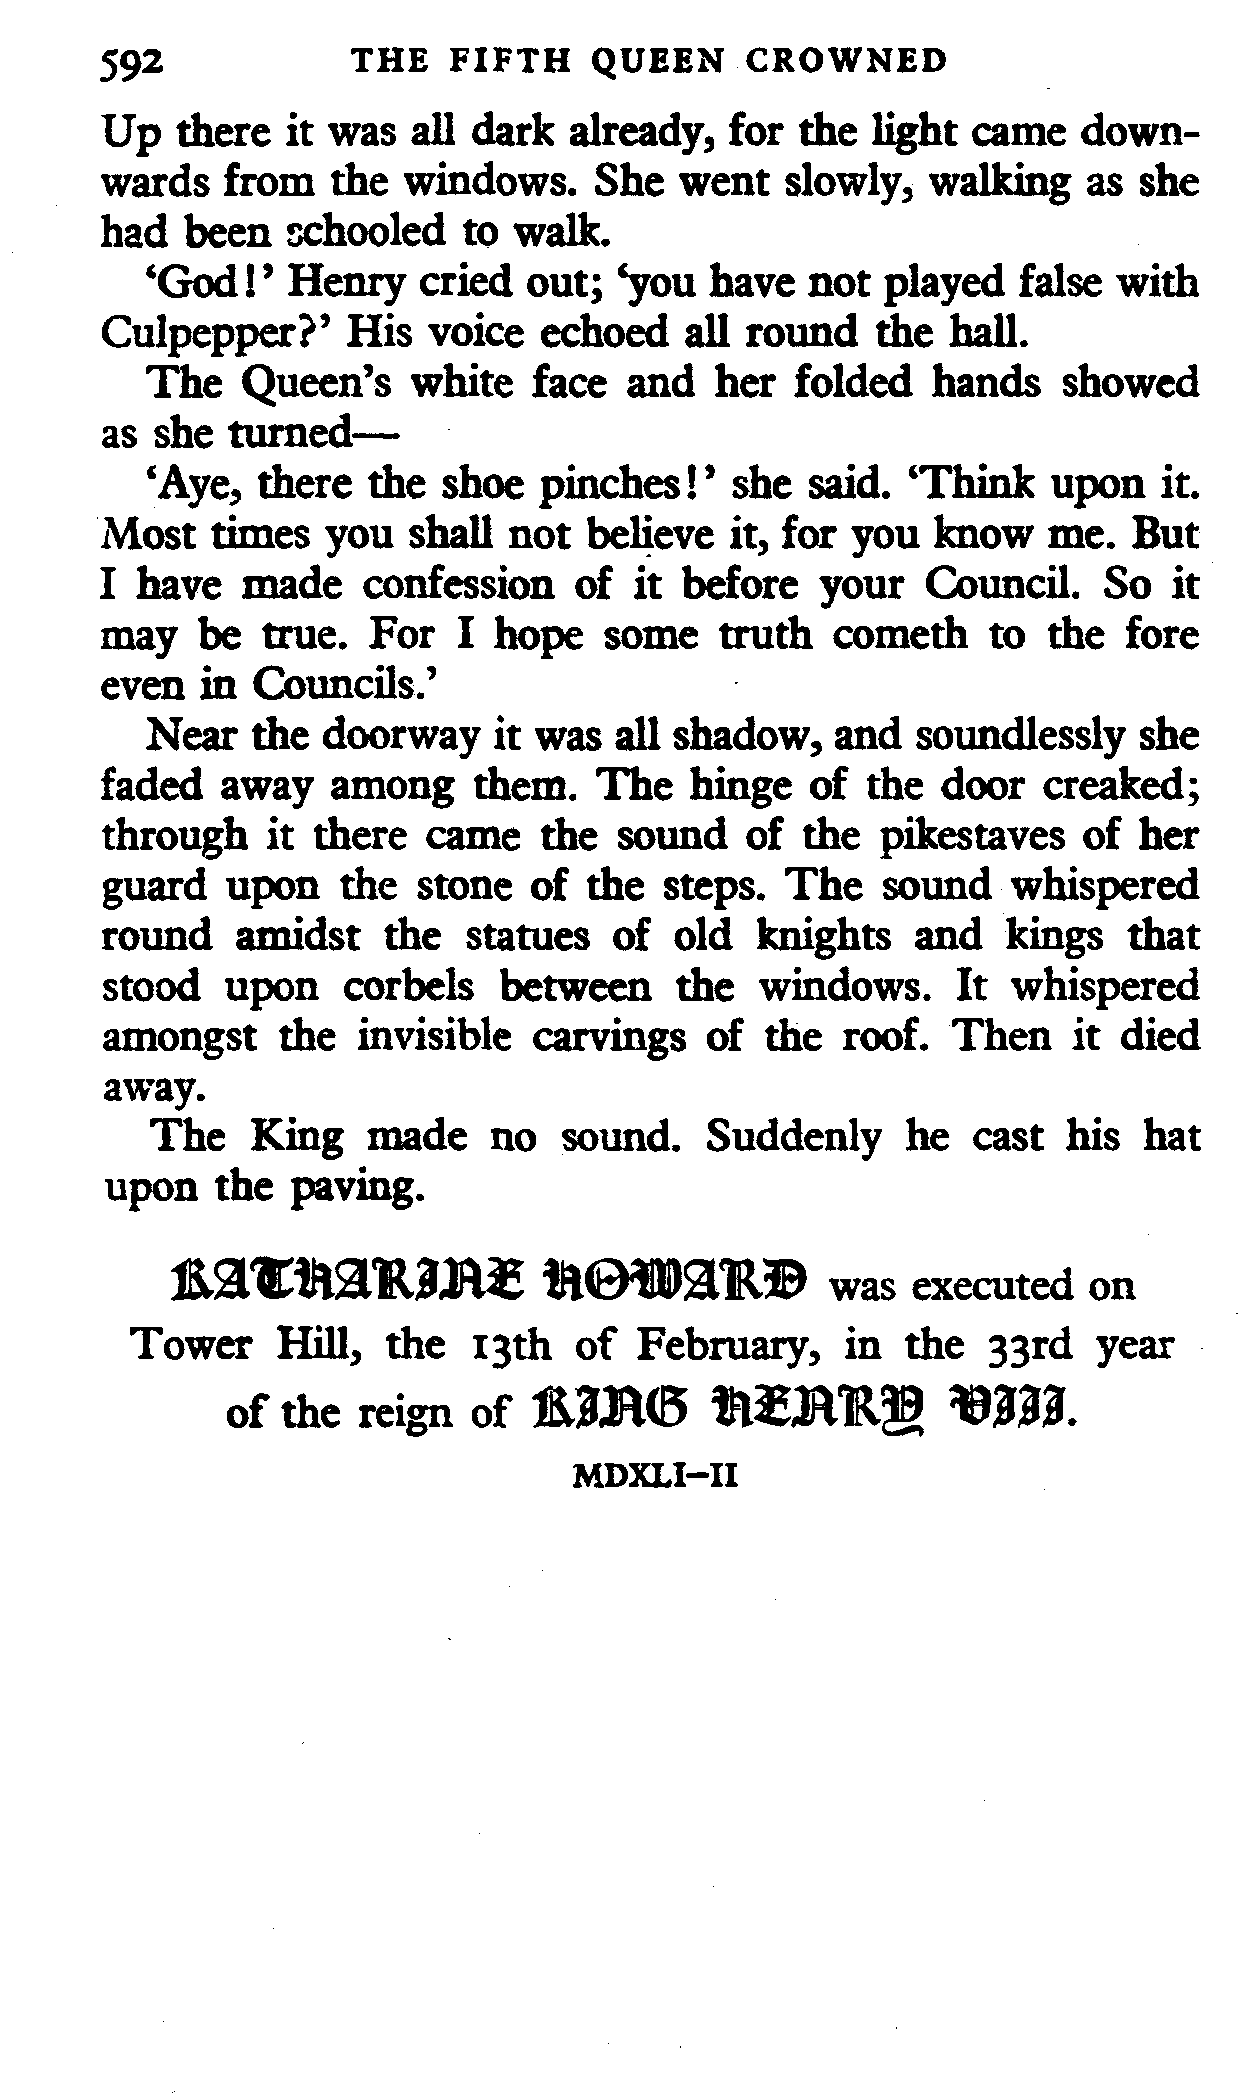 592 THE FIFTH QUEEN CROWNED
Up there it was all dark already, for the light came down-
wards from the windows. She went slowly, walking as she
had been schooled to walk.
‘God!’ Henry cried out; ‘you have not played false with
Culpepper?’ His voice echoed all round the hall.
The Queen’s white face and her folded hands showed
as she turned—
‘Aye, there the shoe pinches!’ she said. ‘Think upon it.
Most times you shall not believe it, for you know me. But
I have made confession of it before your Council. So it
may be true. For I hope some truth cometh to the fore
even in Councils.’
Near the doorway it was all shadow, and soundlessly she
faded away among them. The hinge of the door creaked;
through it there came the sound of the pikestaves of her
guard upon the stone of the steps. The sound whispered
round amidst the statues of old knights and kings that
stood upon corbels between the windows. It whispered
amongst the invisible carvings of the roof. Then it died
away.
The King made no sound. Suddenly he cast his hat
upon the paving.
KATHARINE HOWARD was executed on
Tower Hill, the 13th of February, in the 33rd year
of the reign of KING HENRY VIII.
MDXLI–II